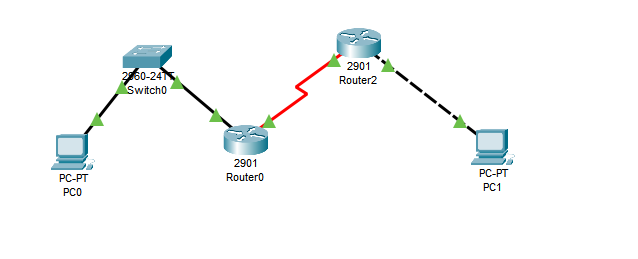 2960-24TT
Switch0
2901
Router2
2901
Router0
PC-PT
PC0
PC-PT
PC1